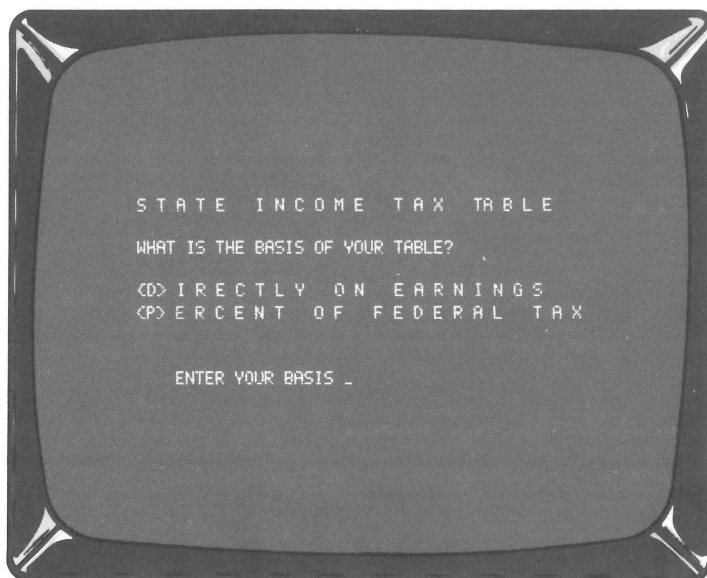 STATE INCOME TAX TABLE
WHAT IS THE BASIS OF YOUR TABLE?
<D>IRECTLY ON EARNINGS
<P>ERCENT OF FEDERAL TAX
ENTER YOUR BASIS _